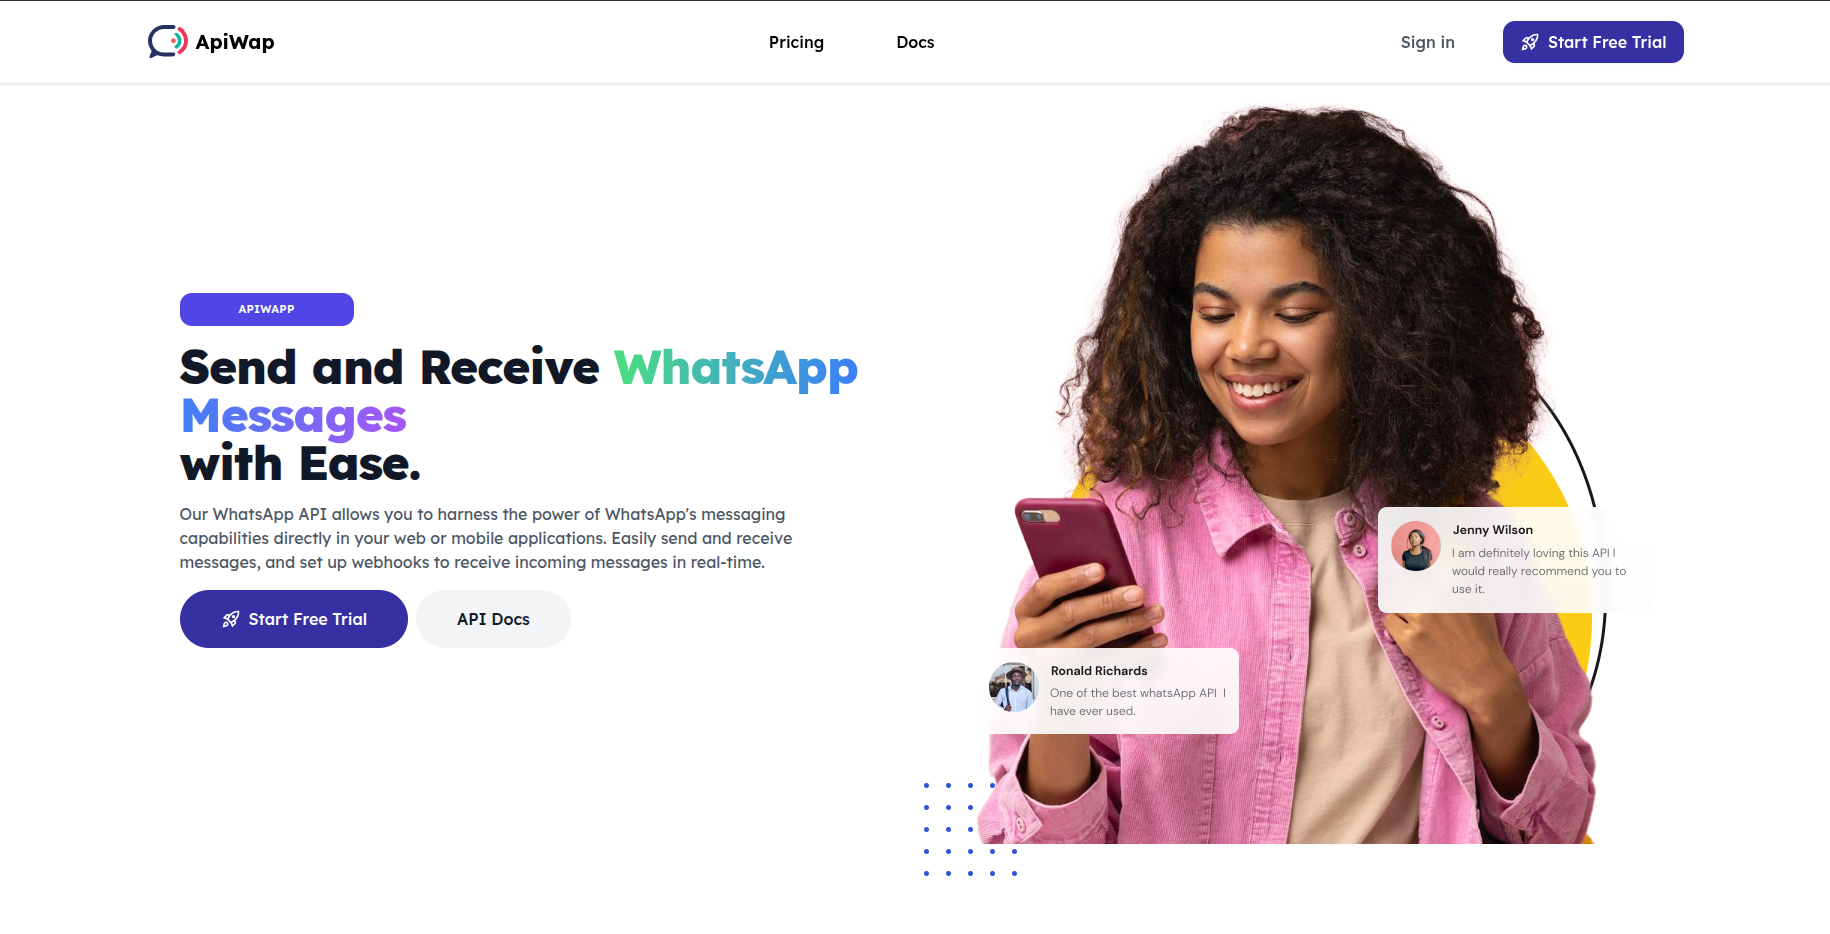 ApiWap
Pricing
Docs
Sign in
Start Free Trial
APIWAPP
Send and Receive WhatsApp
Messages
with Ease.
Our WhatsApp API allows you to harness the power of WhatsApp's messaging
capabilities directly in your web or mobile applications. Easily send and receive
messages, and set up webhooks to receive incoming messages in real-time.
Start Free Trial
API Docs
Jenny Wilson
I am definitely loving this API I
would really recommend you to
use it.
Ronald Richards
One of the best whatsApp API I
have ever used.